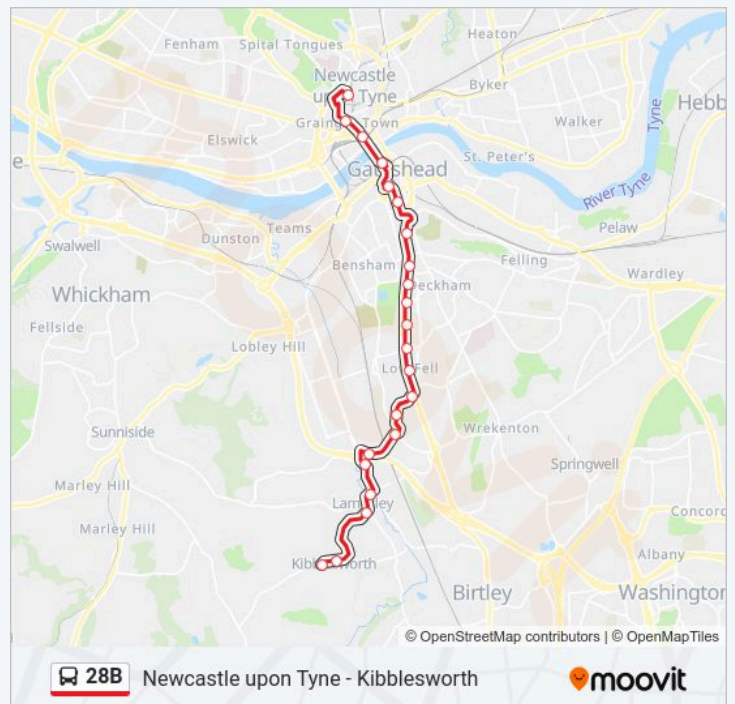 Fenham
Spital Tongues
Heaton
Newcastle
upon Tyne
Byker
Hebb
Grainger Town
Walker
Tyne
Elswick
e
Gateshead
St. Peter's
River Tyne
Teams
Dunston
Pelaw
Swalwell
Bensham
Felling
Wardley
Whickham
eckham
Fellside
Lobley Hill
Low Fell
Sunniside
Wrekenton
Springwell
Marley Hill
Lamesley
Concord
Marley Hill
Albany
Kibblesworth
Birtley
Washington
© OpenStreetMap contributors | © OpenMapTiles
28B
Newcastle upon Tyne - Kibblesworth
moovit